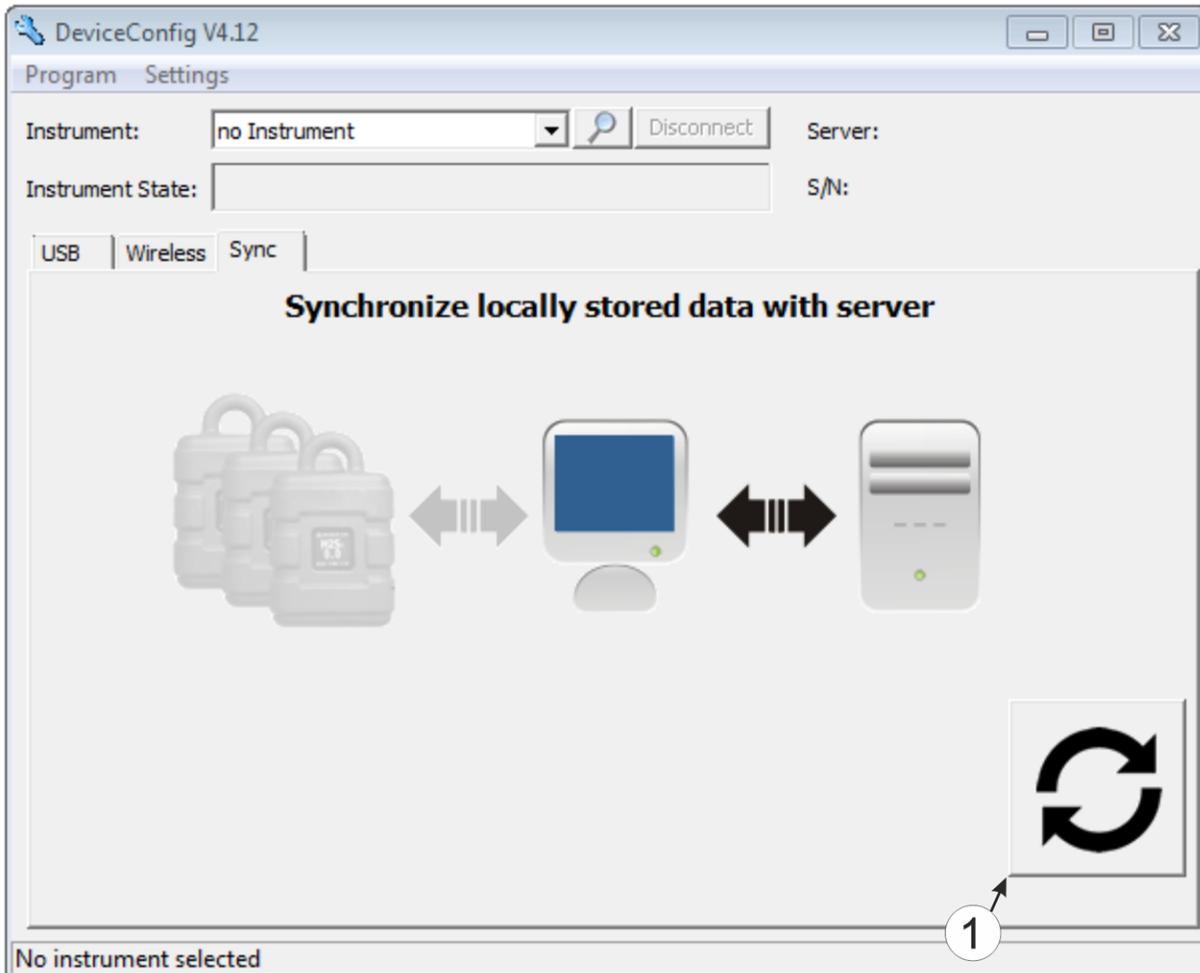 DeviceConfig V4.12
Program Settings
Instrument: no Instrument Disconnect Server:
Instrument State: S/N:
USB Wireless Sync
Synchronize locally stored data with server
1
No instrument selected